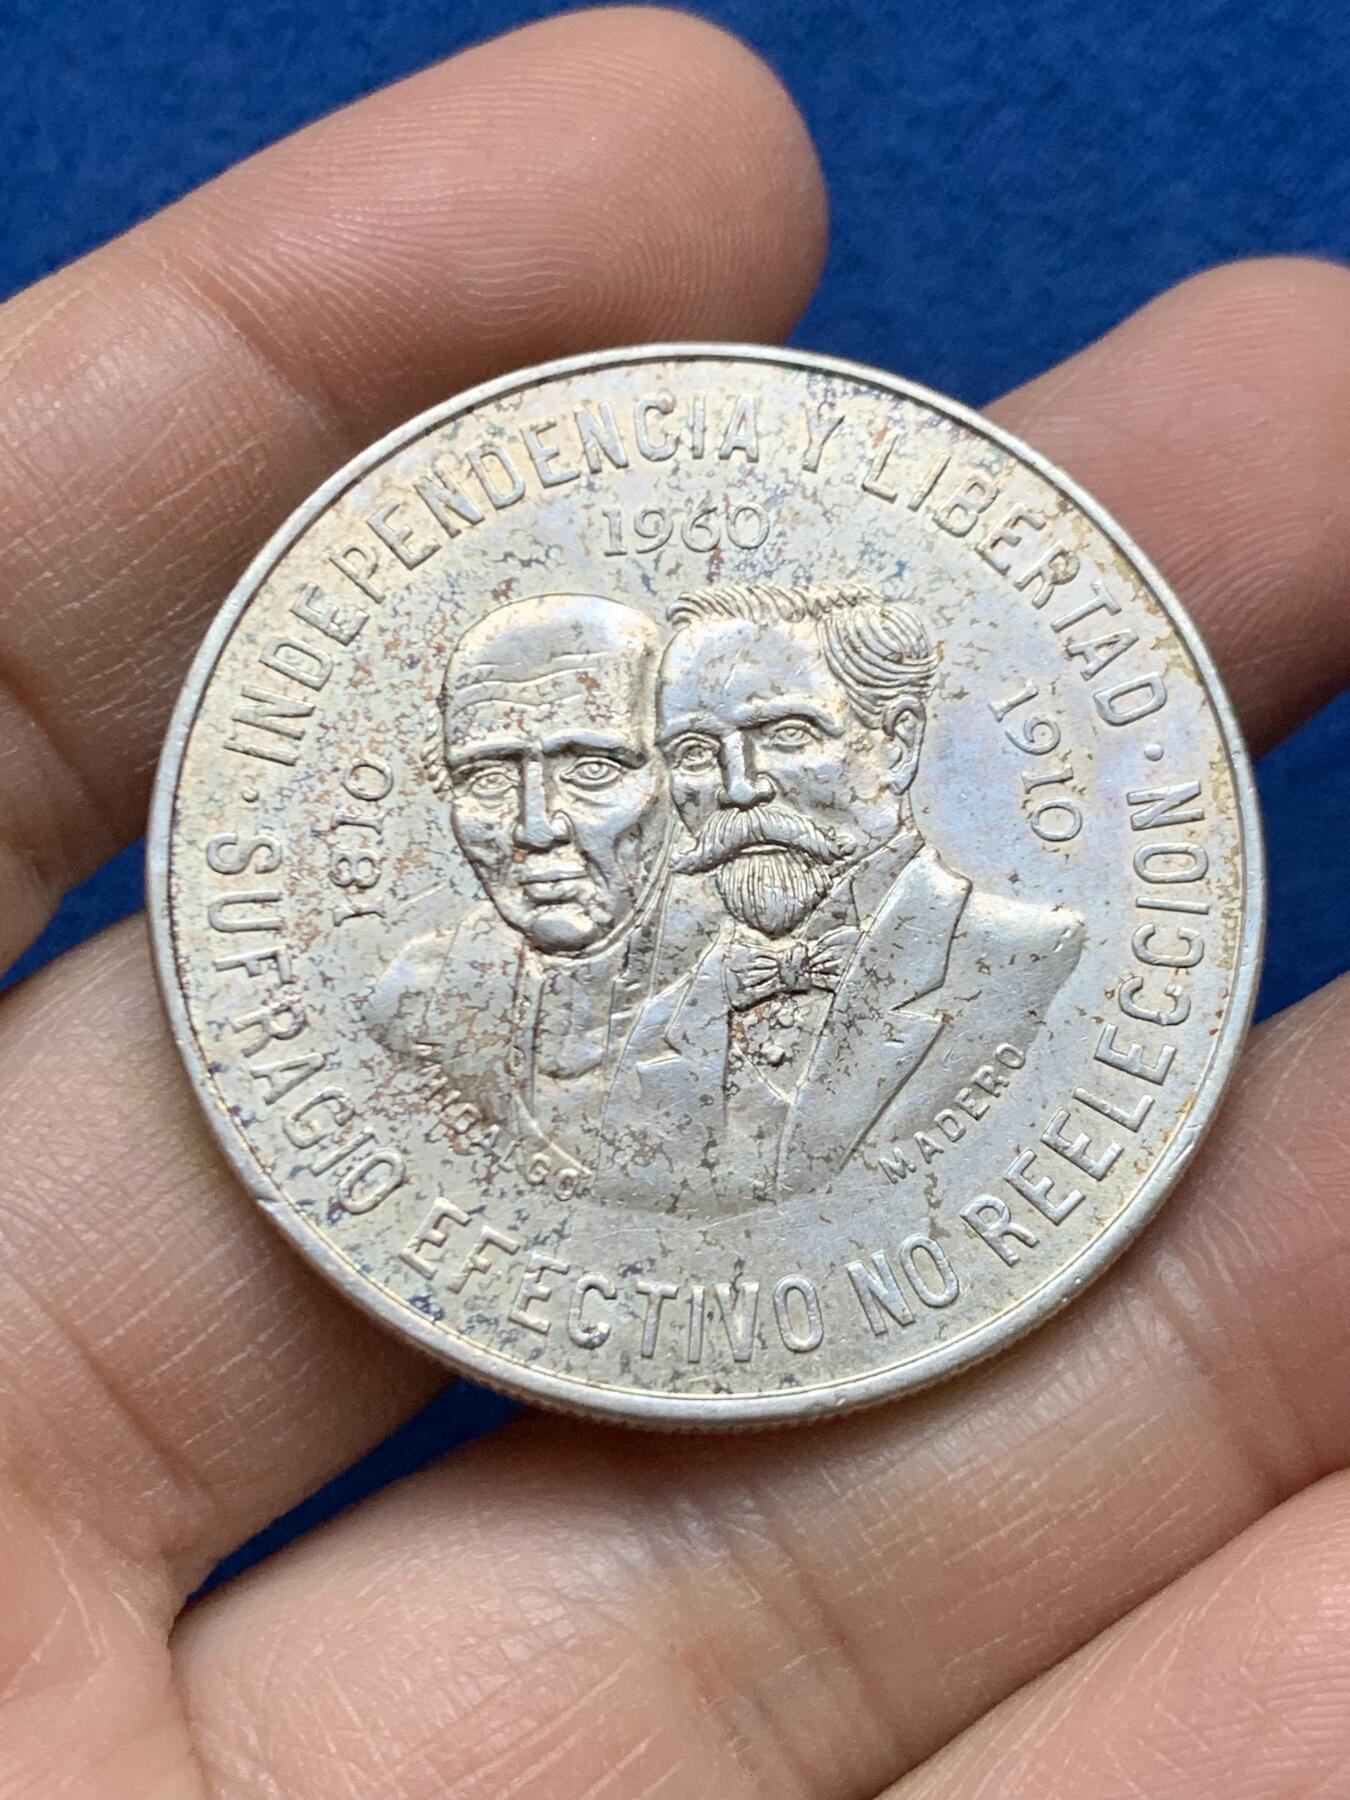 · INDEPENDENCIA Y LIBERTAD ·
1960
1810
1910
HIDALGO
MADERO
SUFRAGIO EFECTIVO NO REELECCION